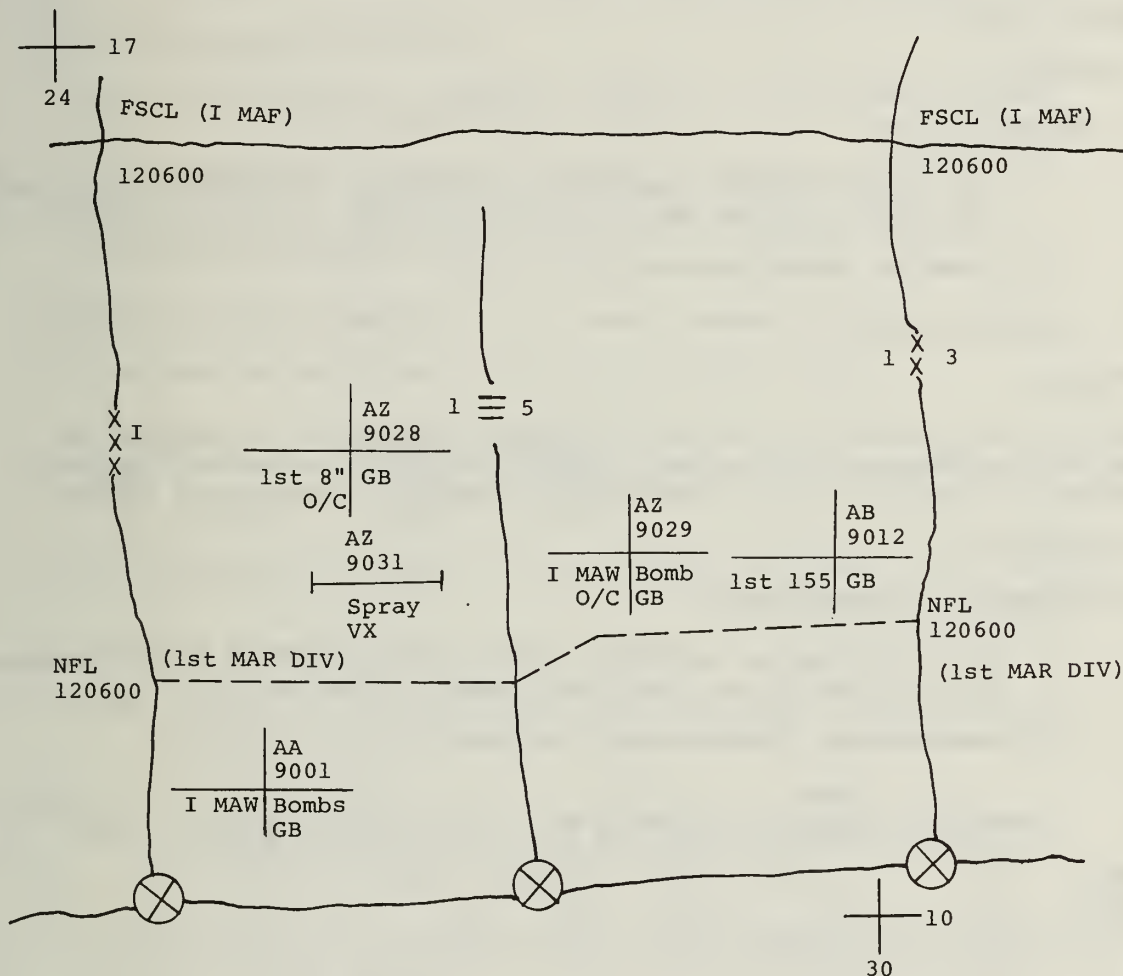 17
24
FSCL (I MAF)
120600
FSCL (I MAF)
120600
1 3
I
AZ
9028
1st 8" GB
O/C
1 5
AZ
9031
Spray
VX
AZ
9029
I MAW Bomb
O/C GB
AB
9012
1st 155 GB
NFL
120600
(1st MAR DIV)
NFL
120600
(1st MAR DIV)
AA
9001
I MAW Bombs
GB
10
30